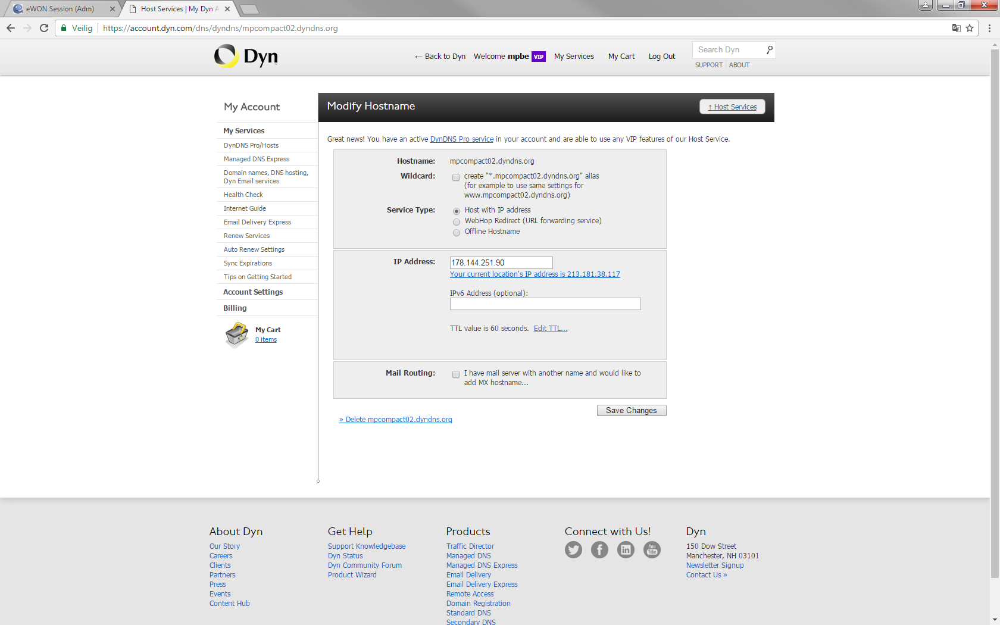 eWON Session (Adm)
Host Services | My Dyn A
Veilig
https://account.dyn.com/dns/dyndns/mpcompact02.dyndns.org
Dyn
← Back to Dyn
Welcome mpbe VIP
My Services
My Cart
Log Out
Search Dyn
SUPPORT
ABOUT
My Account
My Services
DynDNS Pro/Hosts
Managed DNS Express
Domain names, DNS hosting,
Dyn Email services
Health Check
Internet Guide
Email Delivery Express
Renew Services
Auto Renew Settings
Sync Expirations
Tips on Getting Started
Account Settings
Billing
My Cart
0 items
Modify Hostname
↑ Host Services
Great news! You have an active DynDNS Pro service in your account and are able to use any VIP features of our Host Service.
Hostname: mpcompact02.dyndns.org
Wildcard: create "*.mpcompact02.dyndns.org" alias
(for example to use same settings for
www.mpcompact02.dyndns.org)
Service Type: Host with IP address
WebHop Redirect (URL forwarding service)
Offline Hostname
IP Address: 178.144.251.90
Your current location's IP address is 213.181.38.117
IPv6 Address (optional):
TTL value is 60 seconds. Edit TTL...
Mail Routing: I have mail server with another name and would like to
add MX hostname...
Save Changes
» Delete mpcompact02.dyndns.org
About Dyn
Our Story
Careers
Clients
Partners
Press
Events
Content Hub
Get Help
Support Knowledgebase
Dyn Status
Dyn Community Forum
Product Wizard
Products
Traffic Director
Managed DNS
Managed DNS Express
Email Delivery
Email Delivery Express
Remote Access
Domain Registration
Standard DNS
Secondary DNS
Connect with Us!
You
Tube
Dyn
150 Dow Street
Manchester, NH 03101
Newsletter Signup
Contact Us »